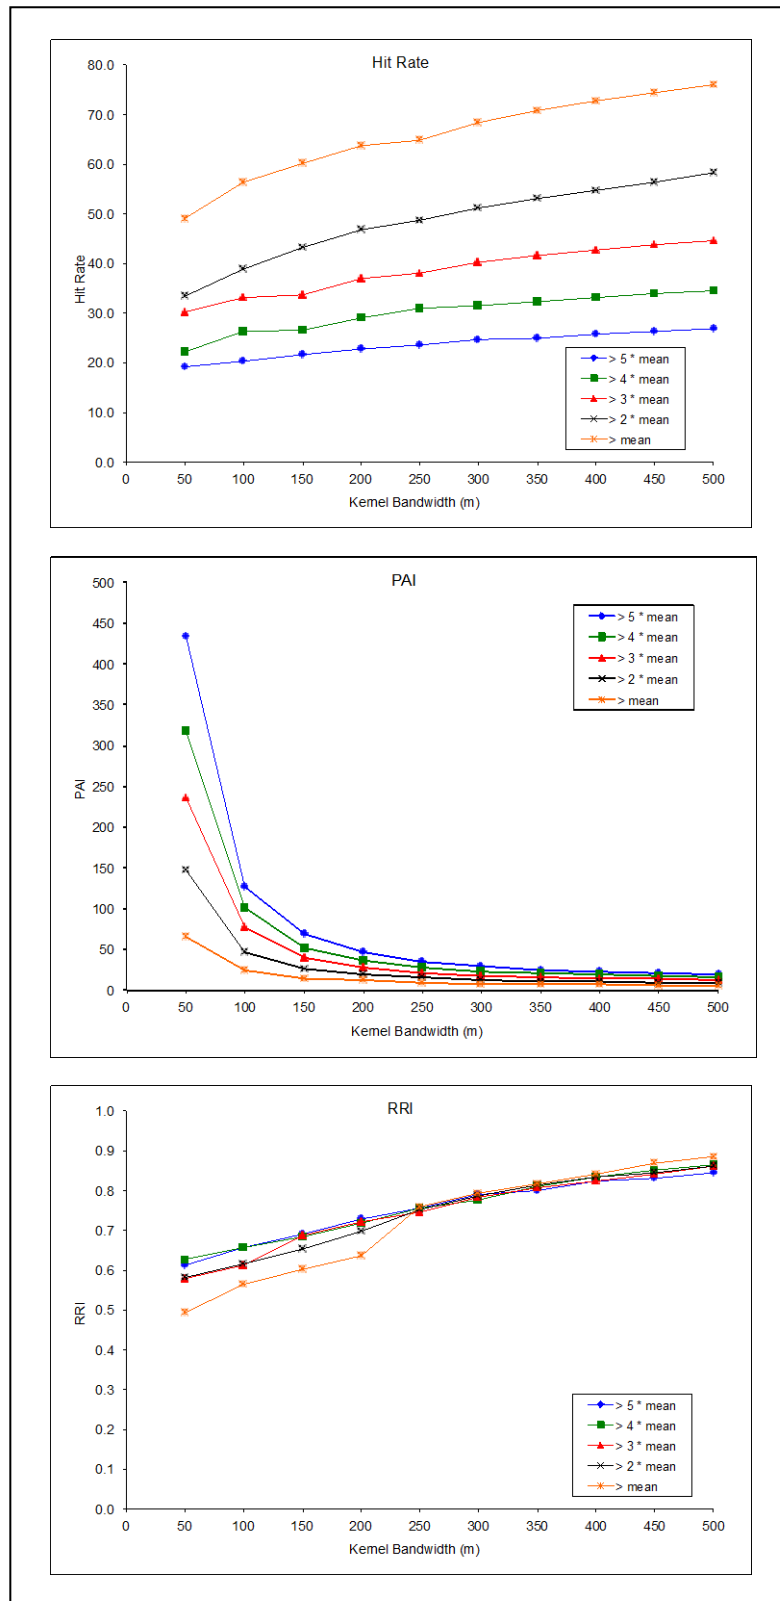 Hit Rate
80.0
70.0
60.0
50.0
40.0
30.0
20.0
10.0
0.0
Hit Rate
> 5 * mean
> 4 * mean
> 3 * mean
> 2 * mean
> mean
0 50 100 150 200 250 300 350 400 450 500
Kernel Bandwidth (m)
PAI
500
450
400
350
300
250
200
150
100
50
0
PAI
> 5 * mean
> 4 * mean
> 3 * mean
> 2 * mean
> mean
0 50 100 150 200 250 300 350 400 450 500
Kernel Bandwidth (m)
RRI
1.0
0.9
0.8
0.7
0.6
0.5
0.4
0.3
0.2
0.1
0.0
RRI
> 5 * mean
> 4 * mean
> 3 * mean
> 2 * mean
> mean
0 50 100 150 200 250 300 350 400 450 500
Kernel Bandwidth (m)